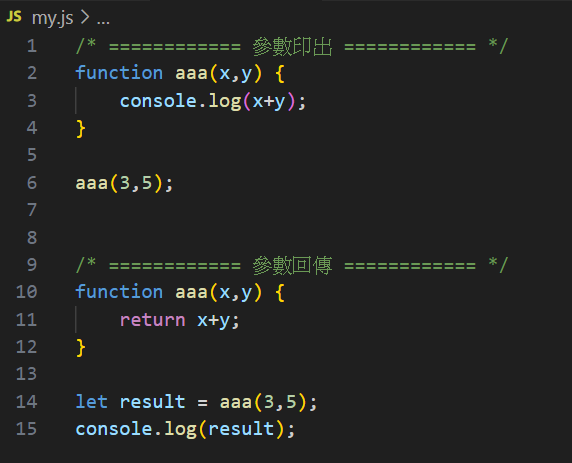 JS my.js > ...
1 /* ============ 參數印出 ============ */
2 function aaa(x,y) {
3     console.log(x+y);
4 }
5
6 aaa(3,5);
7
8
9 /* ============ 參數回傳 ============ */
10 function aaa(x,y) {
11     return x+y;
12 }
13
14 let result = aaa(3,5);
15 console.log(result);